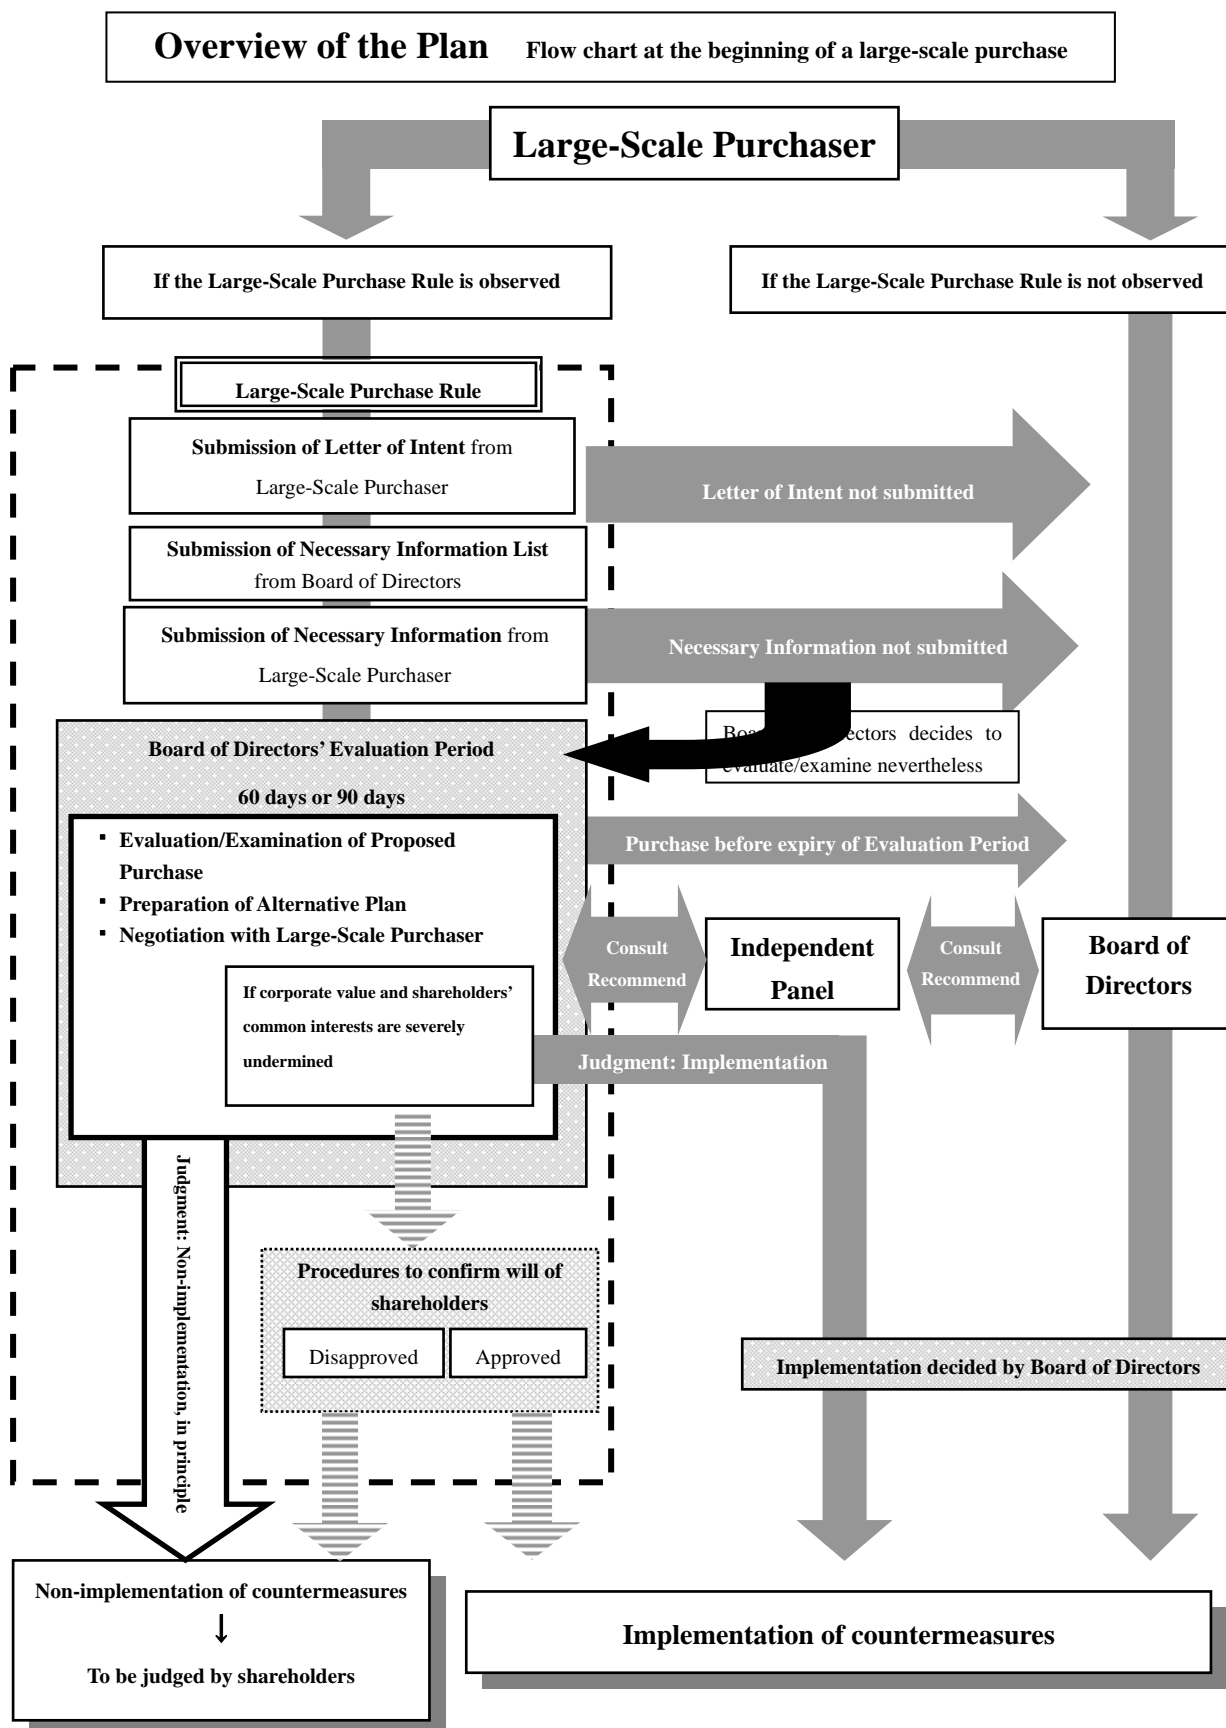 Overview of the Plan Flow chart at the beginning of a large-scale purchase
Large-Scale Purchaser
If the Large-Scale Purchase Rule is observed
If the Large-Scale Purchase Rule is not observed
Large-Scale Purchase Rule
Submission of Letter of Intent from
Large-Scale Purchaser
Letter of Intent not submitted
Submission of Necessary Information List
from Board of Directors
Submission of Necessary Information from
Large-Scale Purchaser
Necessary Information not submitted
Board of Directors' Evaluation Period
60 days or 90 days
decides to
evaluate/examine nevertheless
▪ Evaluation/Examination of Proposed
Purchase
▪ Preparation of Alternative Plan
▪ Negotiation with Large-Scale Purchaser
Purchase before expiry of Evaluation Period
Consult
Recommend
Independent
Panel
Consult
Recommend
Board of
Directors
If corporate value and shareholders’
common interests are severely
undermined
Judgment: Implementation
Judgment: Non-implementation, in principle
Procedures to confirm will of
shareholders
Disapproved
Approved
Implementation decided by Board of Directors
Non-implementation of countermeasures
↓
To be judged by shareholders
Implementation of countermeasures